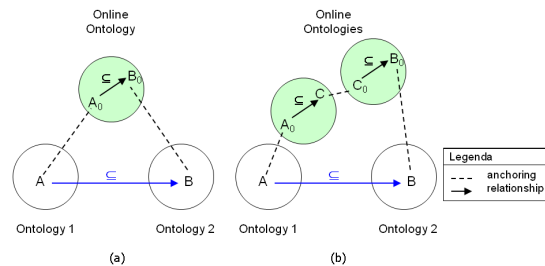 Online
Ontology
⊆
A0
B0
A
⊆
B
Ontology 1
Ontology 2
(a)
Online
Ontologies
⊆
A0
C
⊆
C0
B0
A
⊆
B
Ontology 1
Ontology 2
(b)
Legenda
anchoring
relationship